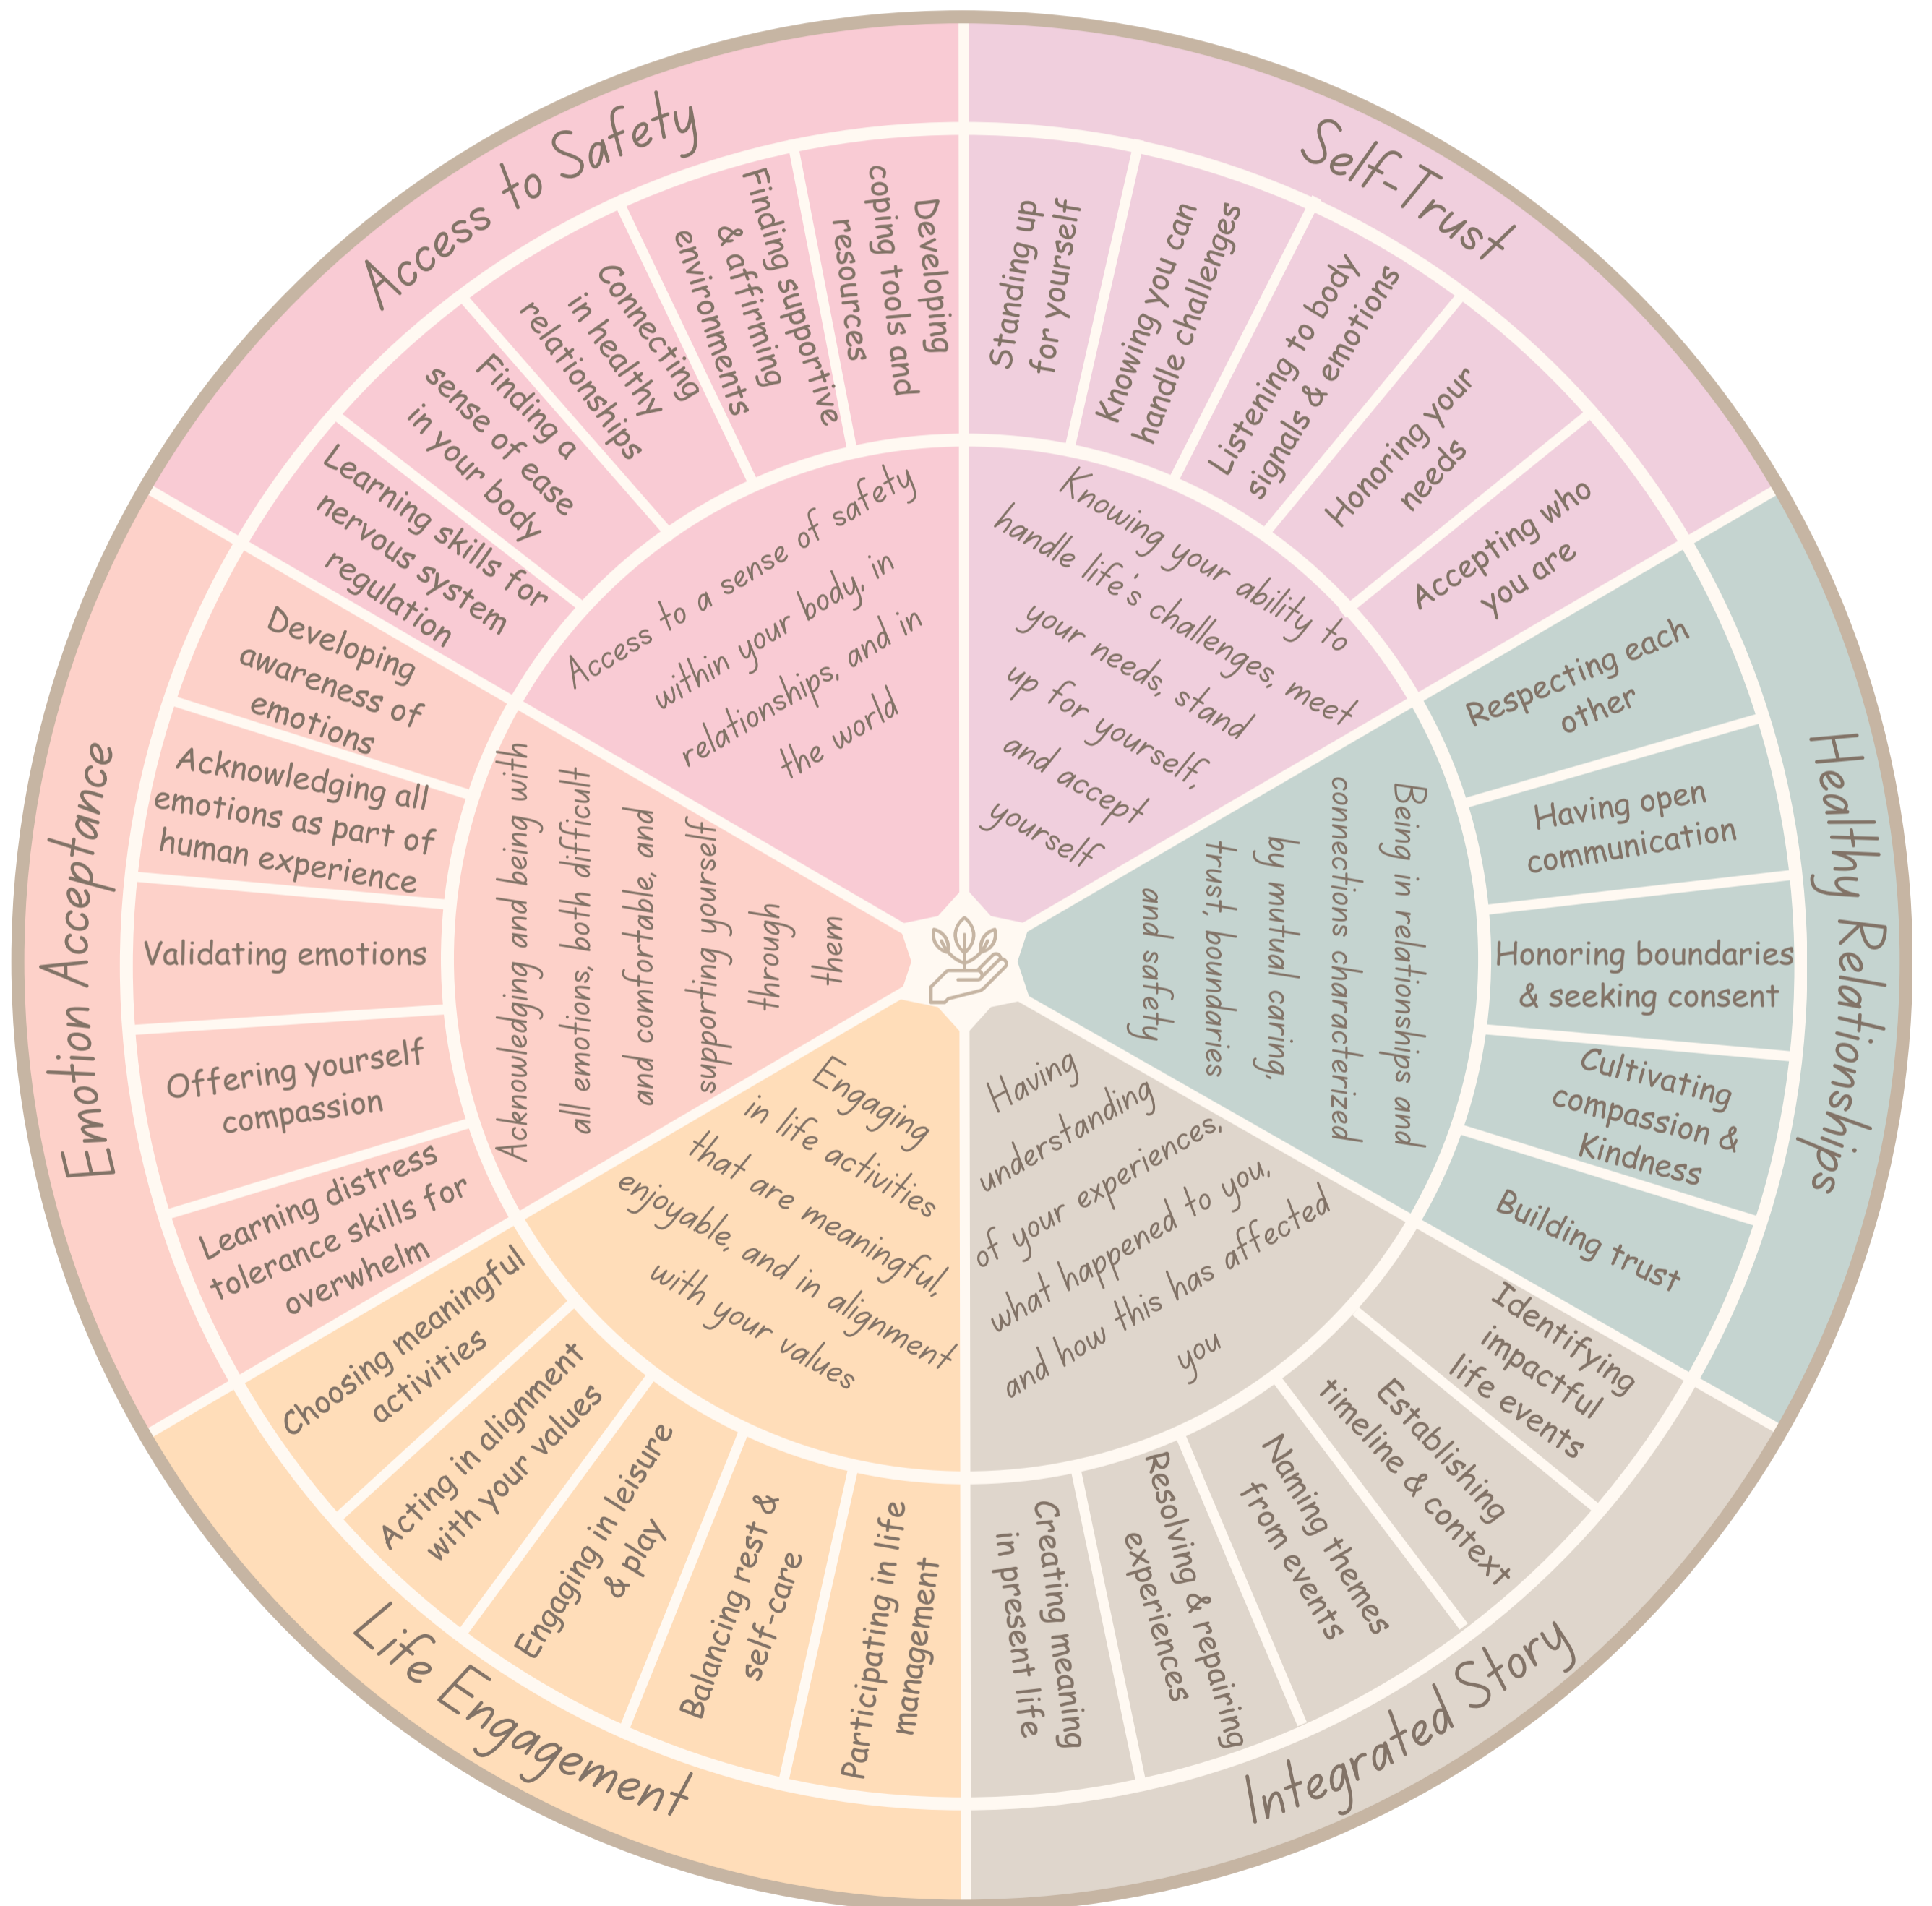 Access to Safety
Developing
coping tools and
resources
Finding supportive
& affirming
environments
Connecting
in healthy
relationships
Finding a
sense of ease
in your body
Learning skills for
nervous system
regulation
Access to a sense of safety
within your body, in
relationships, and in
the world
Self-Trust
Standing up
for yourself
Knowing you can
handle challenges
Listening to body
signals & emotions
Honoring your
needs
Accepting who
you are
Knowing your ability to
handle life's challenges, meet
your needs, stand
up for yourself,
and accept
yourself
Healthy Relationships
Respecting each
other
Having open
communication
Honoring boundaries
& seeking consent
Cultivating
compassion &
Kindness
Building trust
Being in relationships and
connections characterized
by mutual caring,
trust, boundaries
and safety
Integrated Story
Identifying
impactful
life events
Establishing
timeline & context
Naming themes
from events
Resolving & repairing
experiences
Creating meaning
in present life
Having
understanding
of your experiences,
what happened to you,
and how this has affected
you
Life Engagement
Participating in life
management
Balancing rest &
self-care
Engaging in leisure
& play
Acting in alignment
with your values
Choosing meaningful
activities
Engaging
in life activities
that are meaningful,
enjoyable, and in alignment
with your values
Emotion Acceptance
Developing
awareness of
emotions
Acknowledging all
emotions as part of
human experience
Validating emotions
Offering yourself
compassion
Learning distress
tolerance skills for
overwhelm
Acknowledging and being with
all emotions, both difficult
and comfortable, and
supporting yourself
through
them